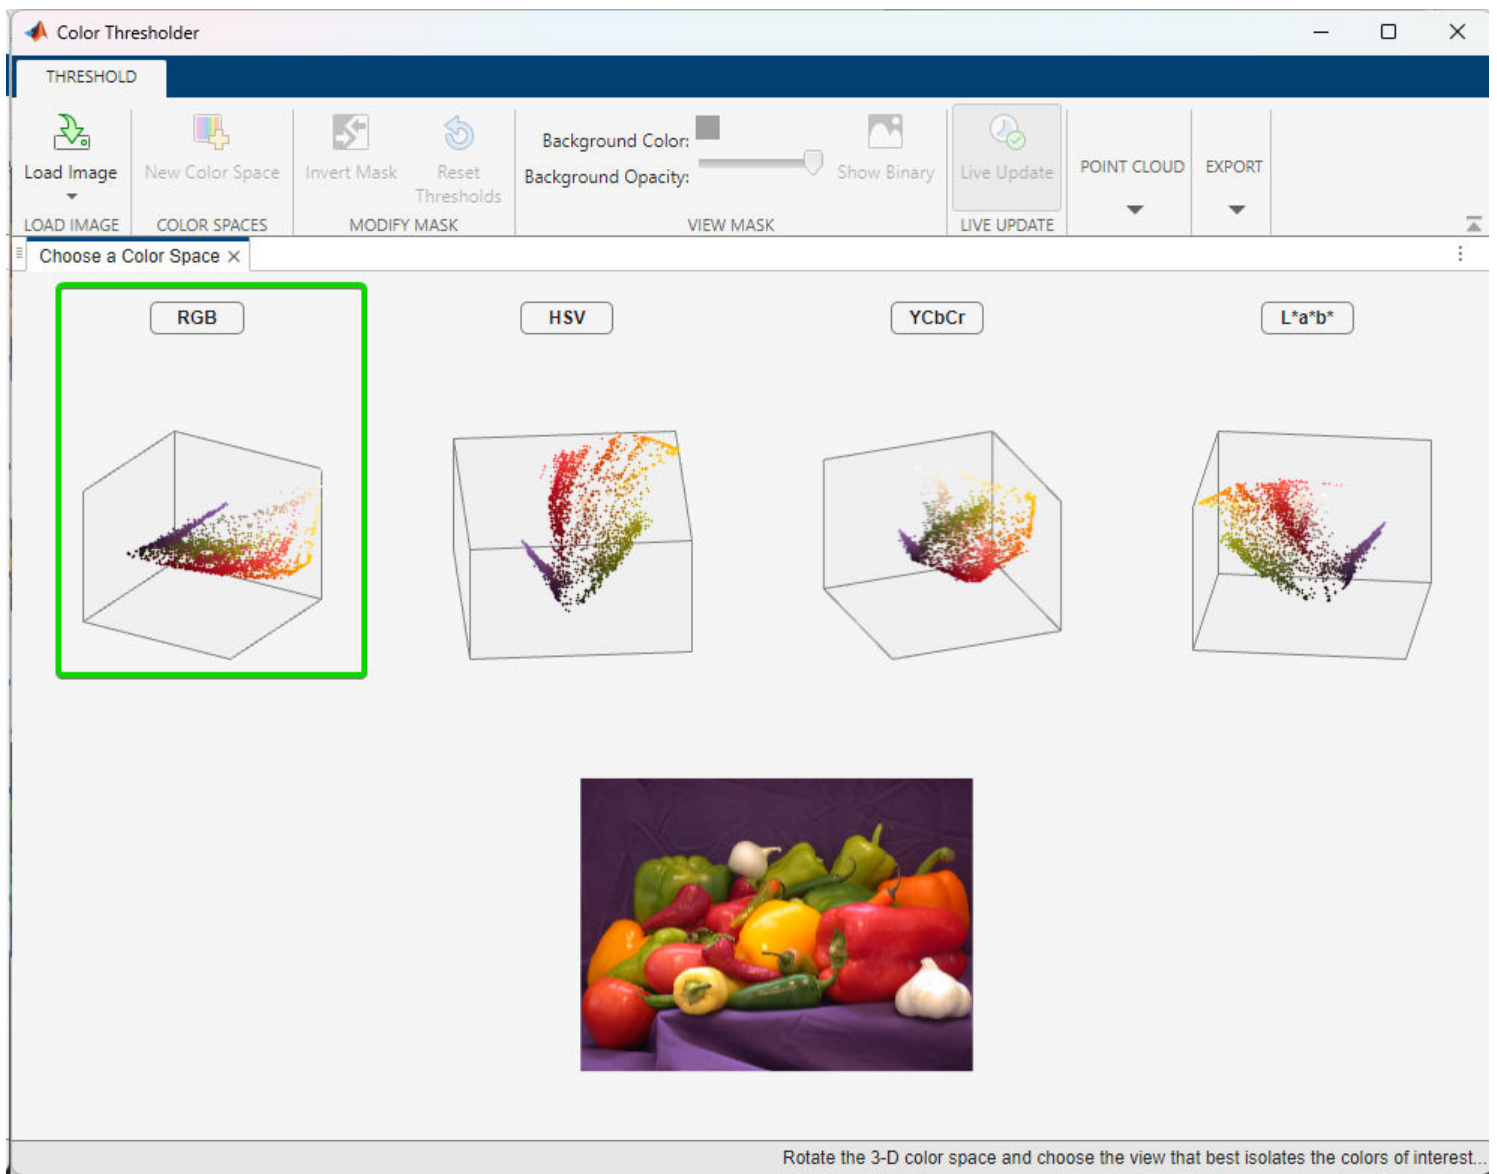 Color Thresholder
THRESHOLD
Load Image
New Color Space
Invert Mask
Reset
Thresholds
Background Color:
Background Opacity:
Show Binary
Live Update
POINT CLOUD
EXPORT
LOAD IMAGE
COLOR SPACES
MODIFY MASK
VIEW MASK
LIVE UPDATE
Choose a Color Space
RGB
HSV
YCbCr
L*a*b*
Rotate the 3-D color space and choose the view that best isolates the colors of interest...